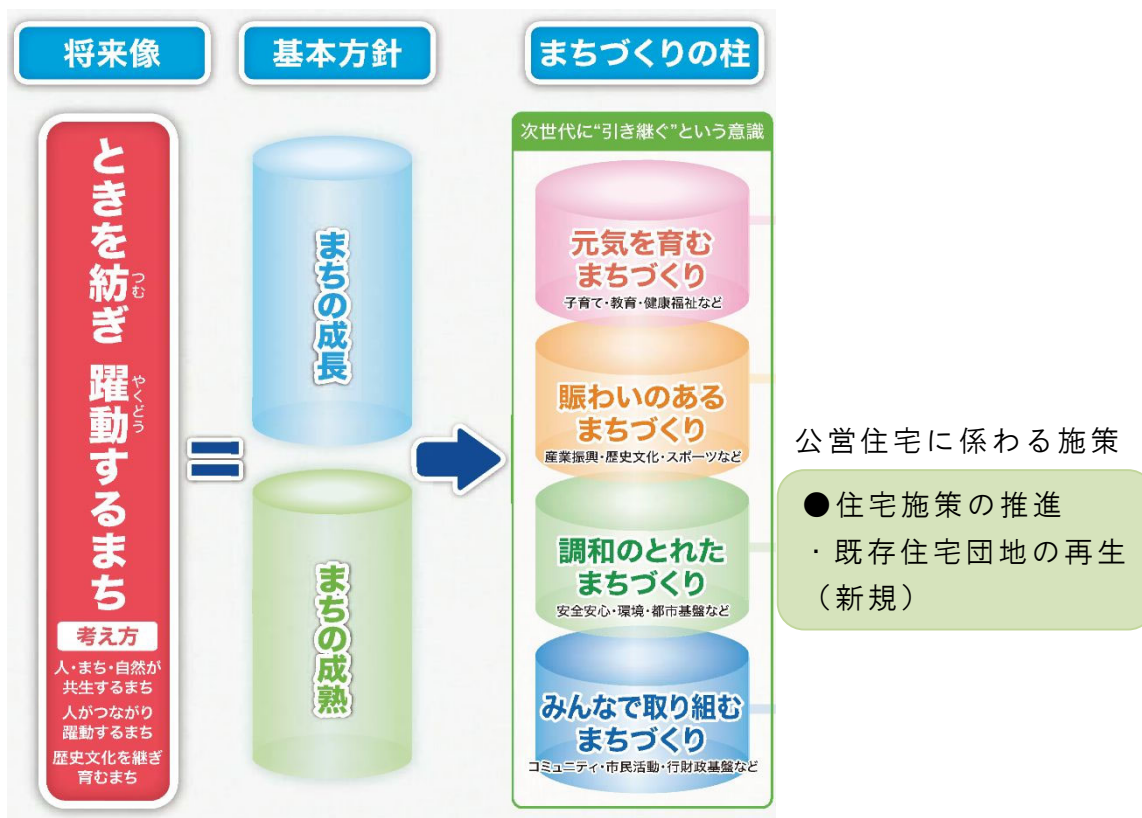 将来像
基本方針
まちづくりの柱
ときを紡ぎ 躍動するまち
つむ
やくどう
考え方
人・まち・自然が
共生するまち
人がつながり
躍動するまち
歴史文化を継ぎ
育むまち
まちの成長
まちの成熟
次世代に“引き継ぐ”という意識
元気を育む
まちづくり
子育て・教育・健康福祉など
賑わいのある
まちづくり
産業振興・歴史文化・スポーツなど
調和のとれた
まちづくり
安全安心・環境・都市基盤など
みんなで取り組む
まちづくり
コミュニティ・市民活動・行財政基盤など
公営住宅に係わる施策
●住宅施策の推進
・既存住宅団地の再生
（新規）